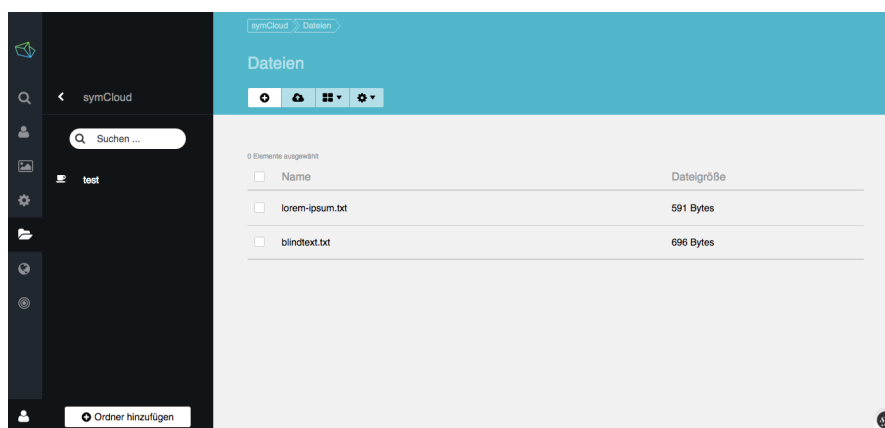 symCloud Dateien
Dateien
symCloud
Suchen ...
test
Ordner hinzufügen
0 Elemente ausgewählt
Name Dateigröße
lorem-ipsum.txt 591 Bytes
blindtext.txt 696 Bytes